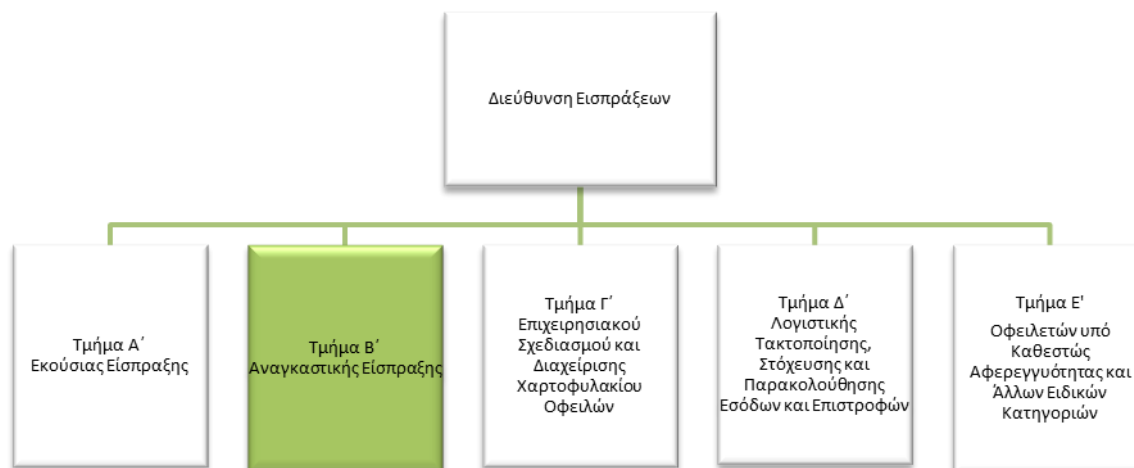 Διεύθυνση Εισπράξεων
Τμήμα Α΄
Εκούσιας Είσπραξης
Τμήμα Β΄
Αναγκαστικής Είσπραξης
Τμήμα Γ΄
Επιχειρησιακού
Σχεδιασμού και
Διαχείρισης
Χαρτοφυλακίου
Οφειλών
Τμήμα Δ΄
Λογιστικής
Τακτοποίησης,
Στόχευσης και
Παρακολούθησης
Εσόδων και Επιστροφών
Τμήμα Ε'
Οφειλετών υπό
Καθεστώς
Αφερεγγυότητας και
Άλλων Ειδικών
Κατηγοριών